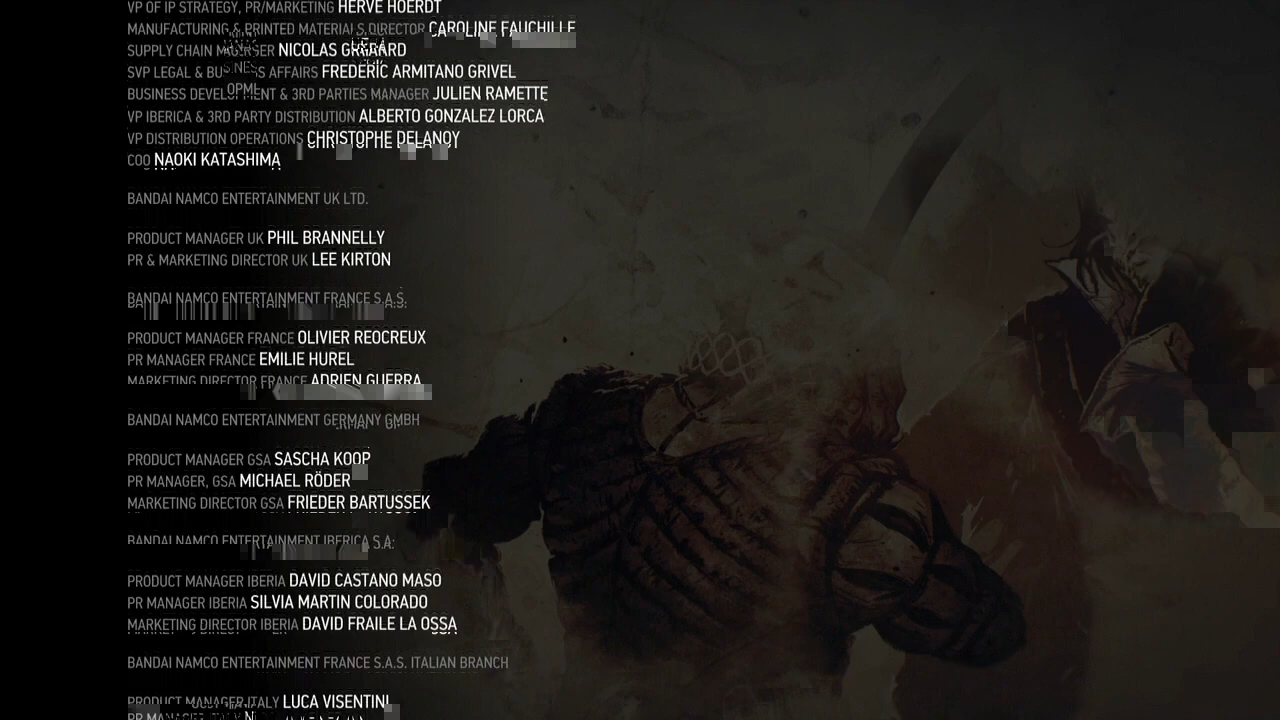 VP OF IP STRATEGY, PR/MARKETING HERVE HOERDT
MANUFACTURING & PRINTED MATERIALS DIRECTOR CAROLINE FAUCHILLE
SUPPLY CHAIN MANAGER NICOLAS
SVP LEGAL & BUSINESS AFFAIRS FREDERIC ARMITANO GRIVEL
BUSINESS DEVELOPMENT & 3RD PARTIES MANAGER JULIEN RAMETTE
VP IBERICA & 3RD PARTY DISTRIBUTION ALBERTO GONZALEZ LORCA
VP DISTRIBUTION OPERATIONS CHRISTOPHE DELANOY
COO NAOKI KATASHIMA
BANDAI NAMCO ENTERTAINMENT UK LTD.
PRODUCT MANAGER UK PHIL BRANNELLY
PR & MARKETING DIRECTOR UK LEE KIRTON
BANDAI NAMCO ENTERTAINMENT FRANCE S.A.S.
PRODUCT MANAGER FRANCE OLIVIER REOCREUX
PR MANAGER FRANCE EMILIE HUREL
MARKETING DIRECTOR FRANCE ADRIEN GUERRA
BANDAI NAMCO ENTERTAINMENT GERMANY GMBH
PRODUCT MANAGER GSA SASCHA KOOP
PR MANAGER, GSA MICHAEL RÖDER
MARKETING DIRECTOR GSA FRIEDER BARTUSSEK
BANDAI NAMCO ENTERTAINMENT IBERICA S.A:
PRODUCT MANAGER IBERIA DAVID CASTANO MASO
PR MANAGER IBERIA SILVIA MARTIN COLORADO
MARKETING DIRECTOR IBERIA DAVID FRAILE LA OSSA
BANDAI NAMCO ENTERTAINMENT FRANCE S.A.S. ITALIAN BRANCH
PRODUCT MANAGER ITALY LUCA VISENTINI
PR MANAGER